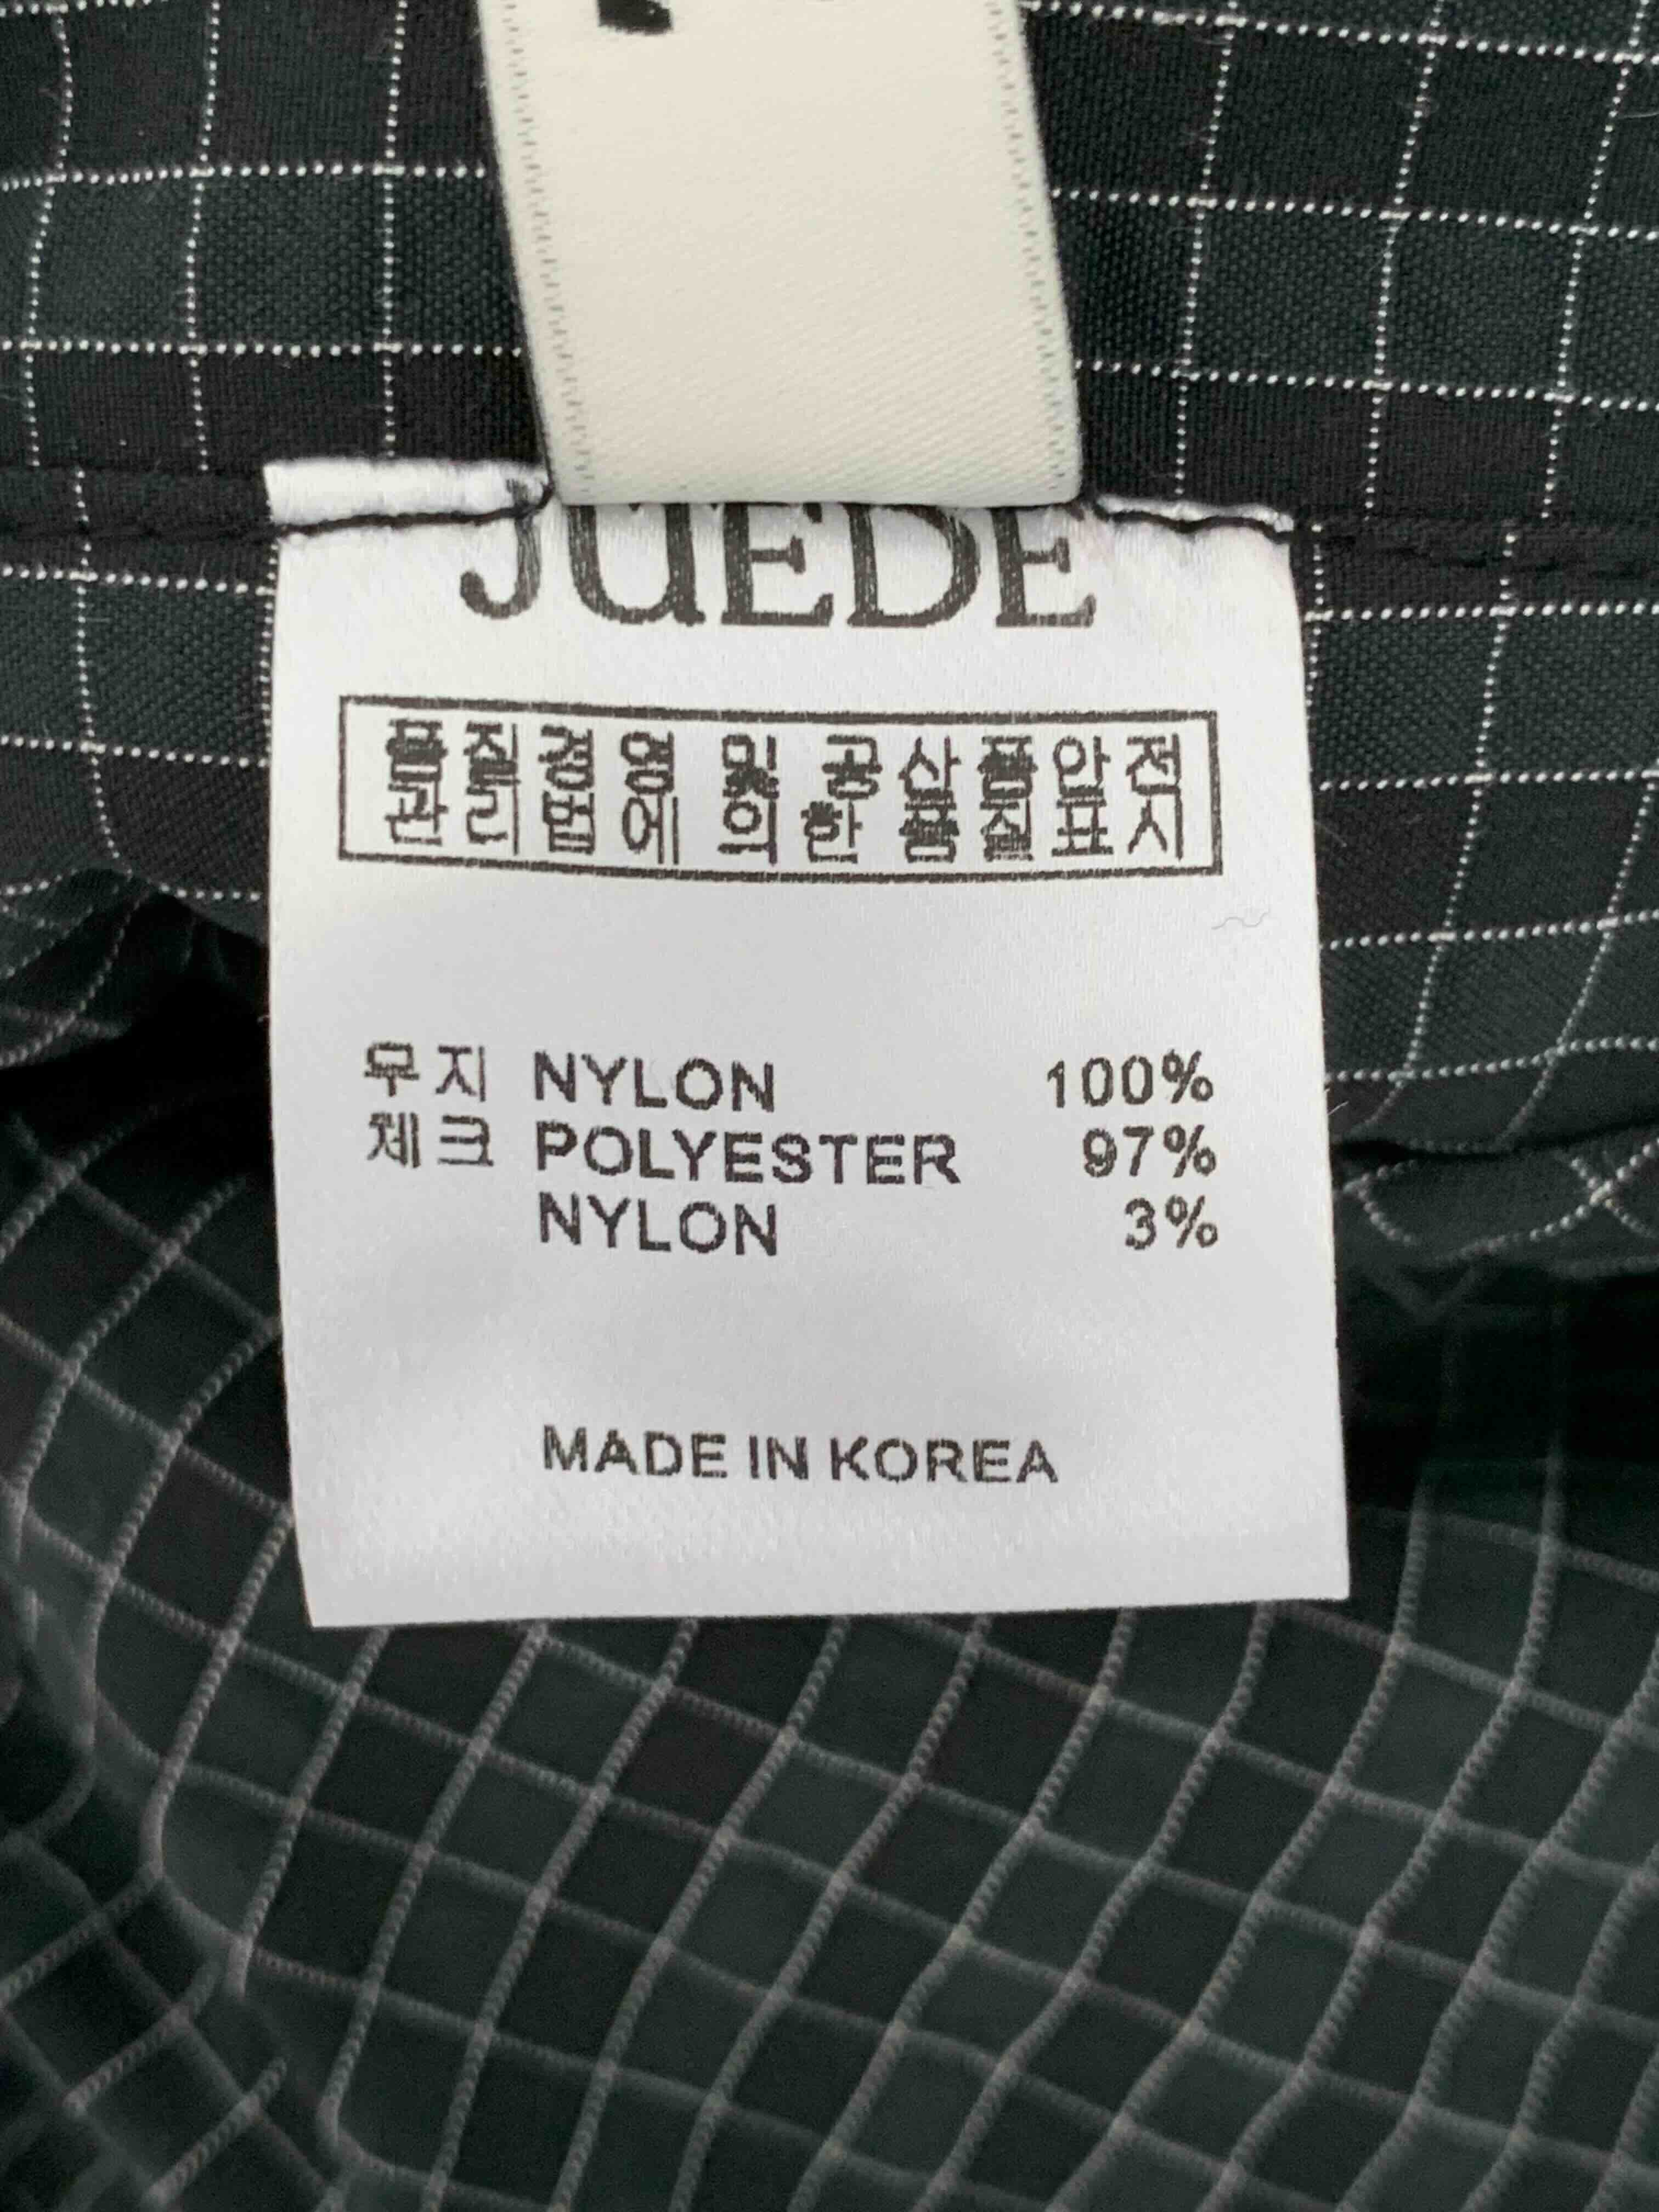 JUEDE
품질경영 및 공산품안전
관리법에 의한 품질표시
무지 NYLON 100%
체크 POLYESTER 97%
NYLON 3%
MADE IN KOREA